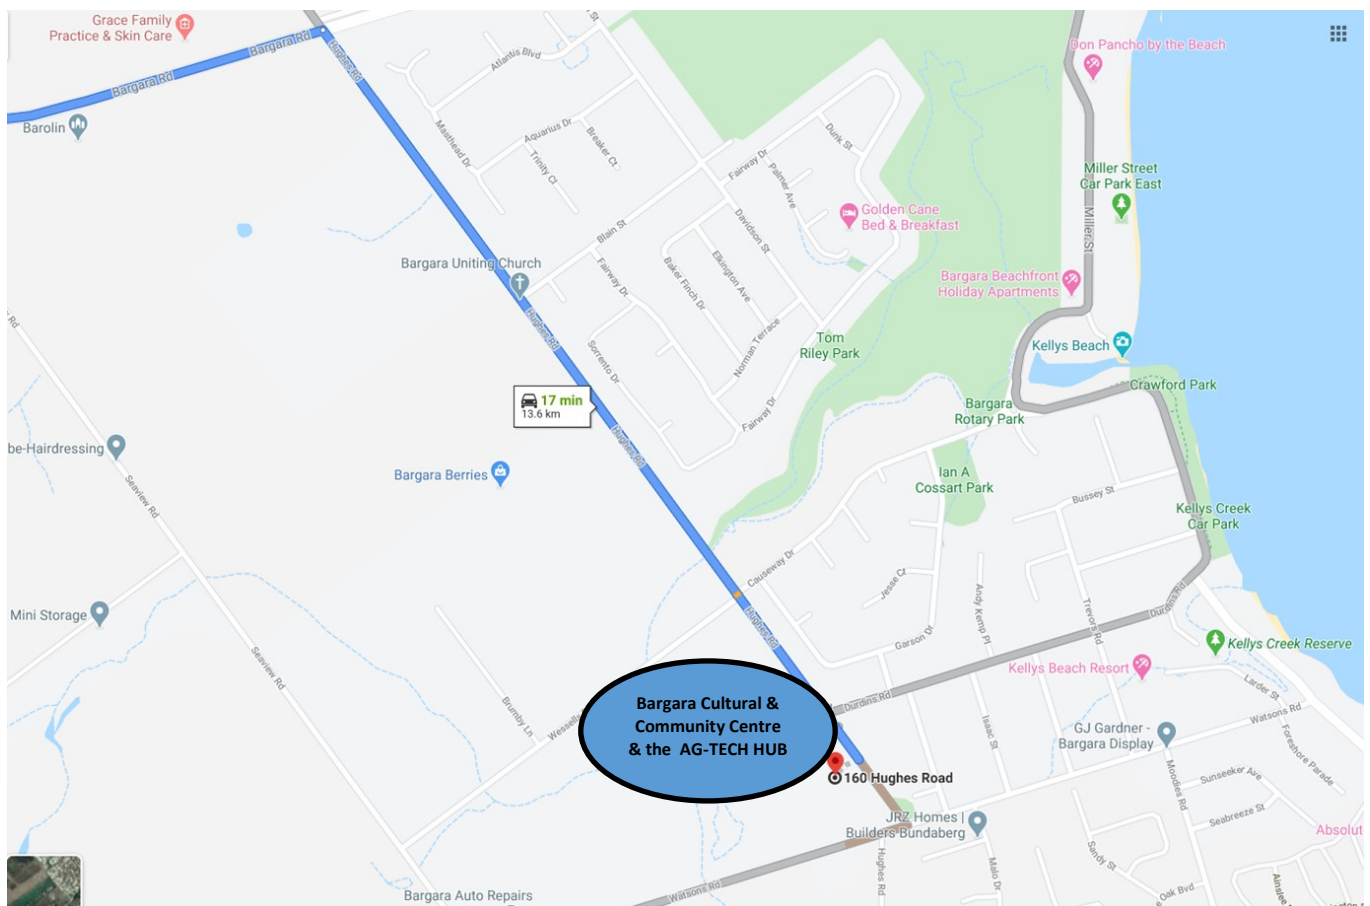 Grace Family
Practice & Skin Care
Bargara Rd
Bargara Rd
Hughes Rd
Atlantis Blvd
Don Pancho by the Beach
Barolin
Masthead Dr
Aquarius Dr
Breaker Ct
Trinity Cl
Dunk St
Fairway Dr
Palmer Ave
Miller Street
Car Park East
Miller St
Golden Cane
Bed & Breakfast
Davidson St
Blain St
Bargara Uniting Church
Fairway Dr
Elkington Ave
Baker Finch Dr
Bargara Beachfront
Holiday Apartments
Hughes Rd
Sorrento Dr
Norman Terrace
Tom
Riley Park
Kellys Beach
Crawford Park
17 min
13.6 km
Fairway Dr
Bargara
Rotary Park
Hughes Rd
be-Hairdressing
Seaview Rd
Bargara Berries
Ian A
Cossart Park
Bussey St
Kellys Creek
Car Park
Causeway Dr
Jesse Ct
Andy Kemp Pl
Trevors Rd
Durdins Rd
Mini Storage
Hughes Rd
Garson Dr
Kellys Creek Reserve
Seaview Rd
Kellys Beach Resort
Larder St
Brumby Ln
Wessells
Bargara Cultural &
Community Centre
& the AG-TECH HUB
Durdins Rd
Isaac St
Watsons Rd
GJ Gardner -
Bargara Display
Foreshore Parade
160 Hughes Road
Moodies Rd
Sunseeker Ave
Seabreeze St
JRZ Homes |
Builders Bundaberg
Absolut
Hughes Rd
Malo Dr
Sandy St
Bargara Auto Repairs
Watsons Rd
Oak Blvd
Ainslee